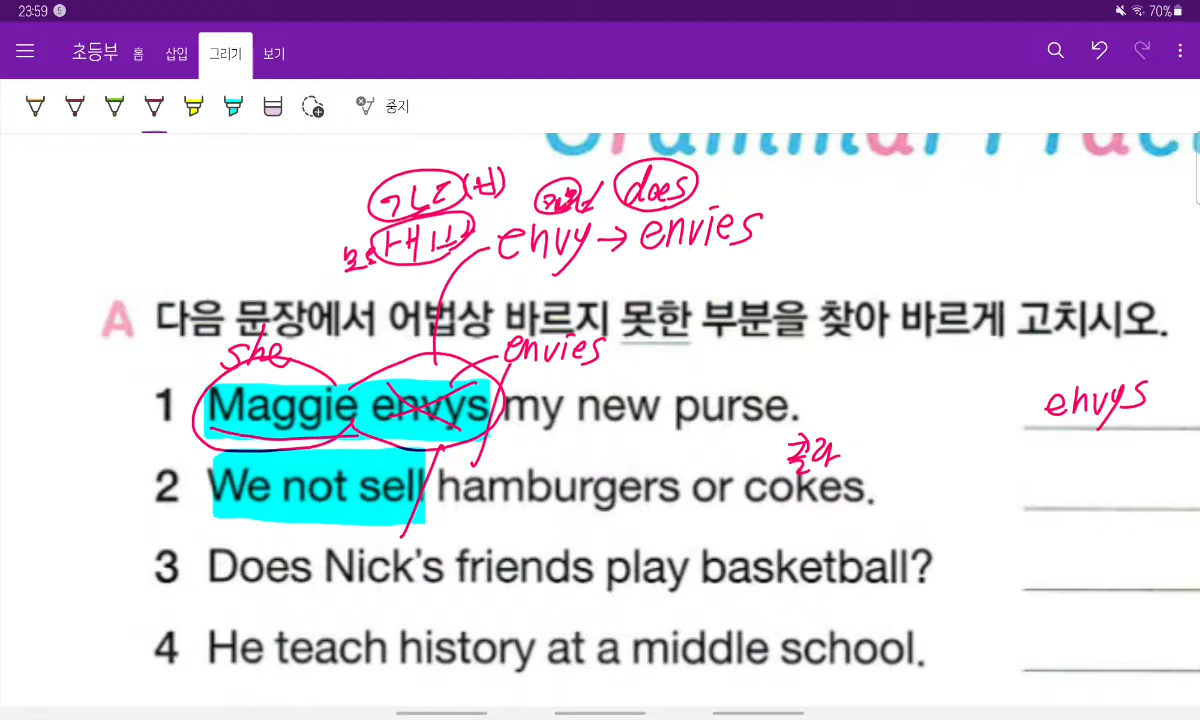 23:59 5 70%
초등부 홈 삽입 그리기 보기
중지
Grammar Prac
does
envy → envies
A 다음 문장에서 어법상 바르지 못한 부분을 찾아 바르게 고치시오.
she envies
1 Maggie envys my new purse. envys
콜라
2 We not sell hamburgers or cokes.
3 Does Nick's friends play basketball?
4 He teach history at a middle school.